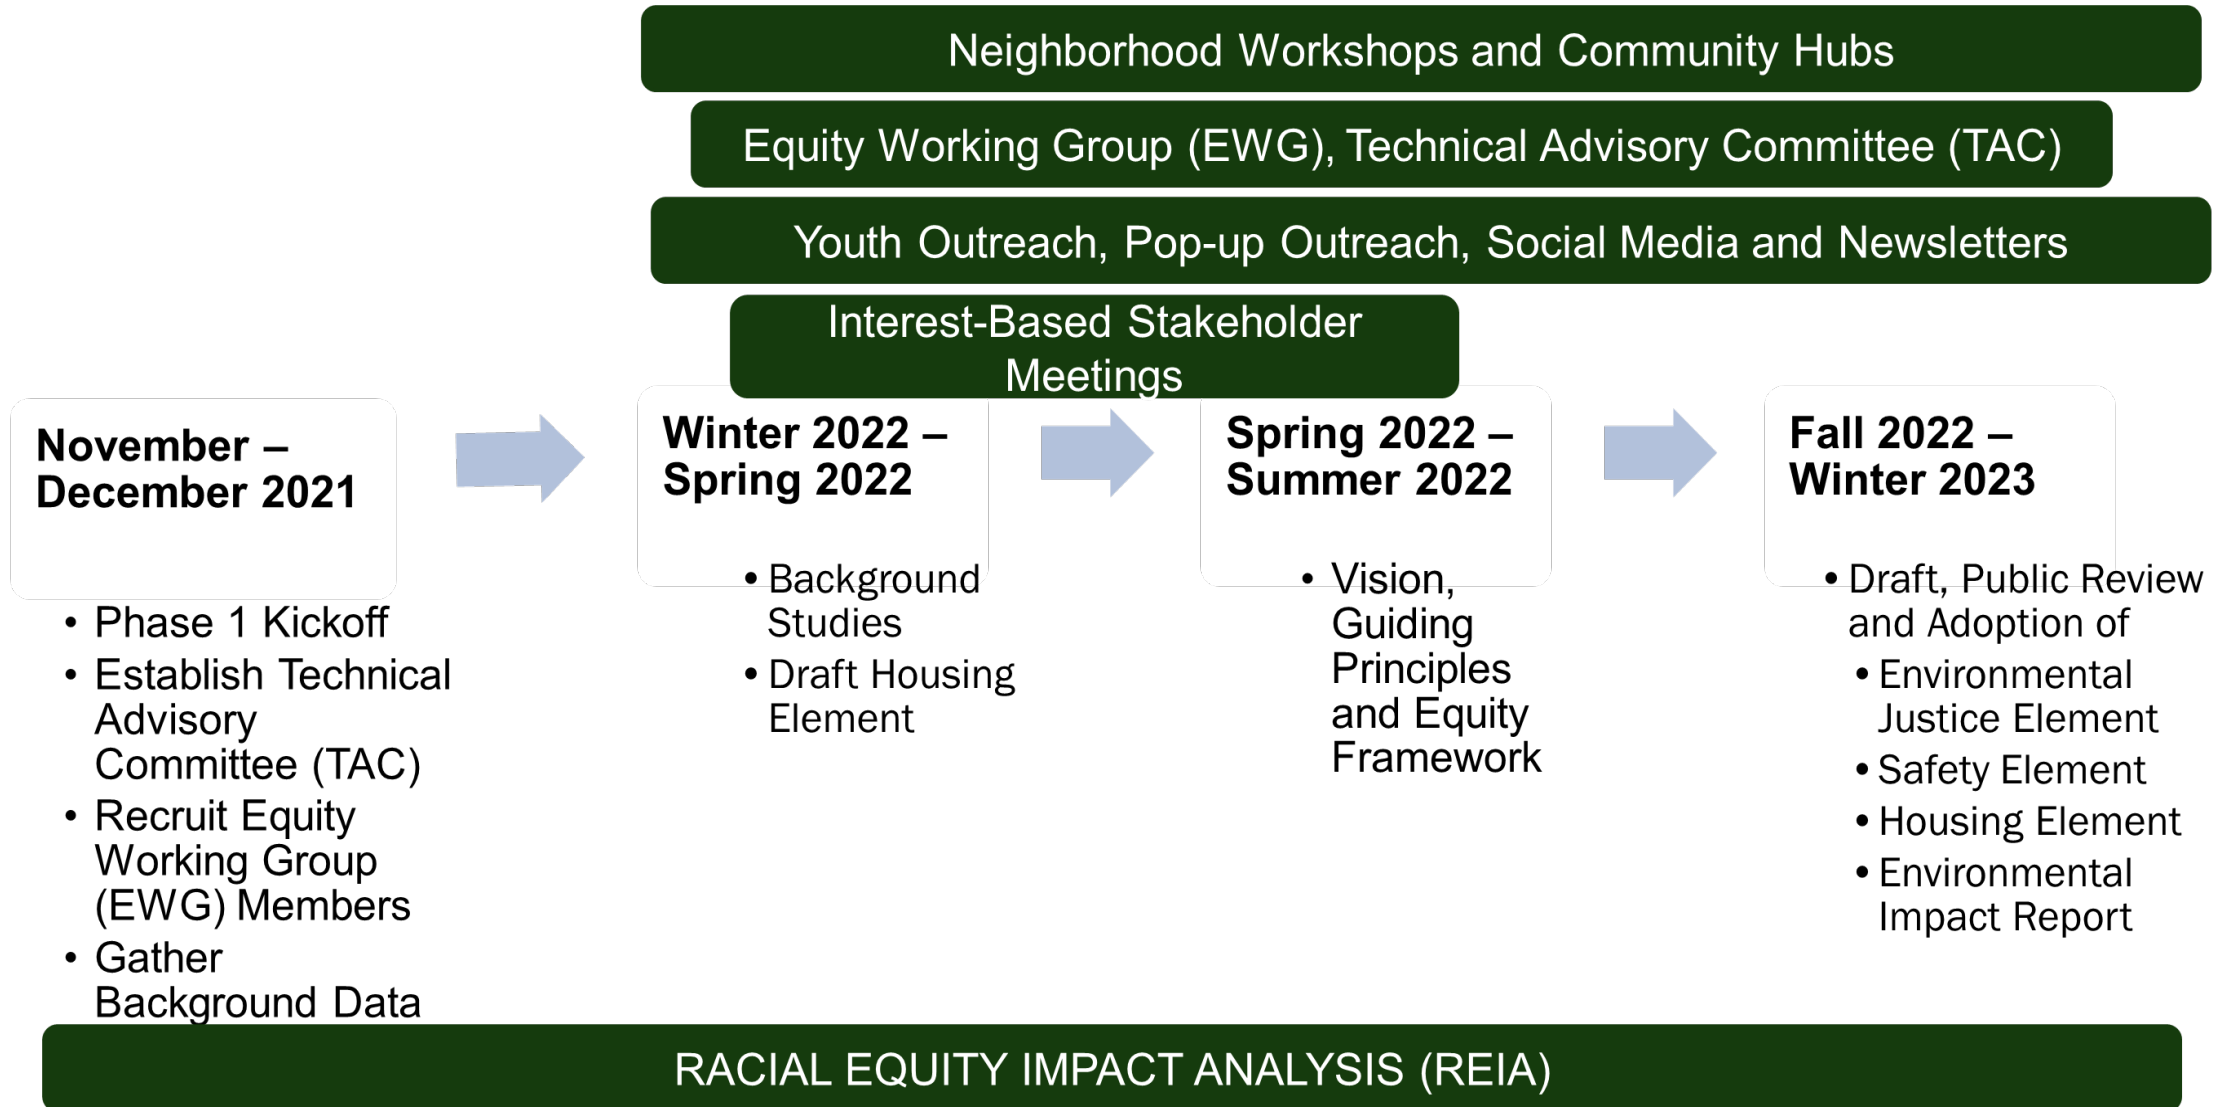 Neighborhood Workshops and Community Hubs
Equity Working Group (EWG), Technical Advisory Committee (TAC)
Youth Outreach, Pop-up Outreach, Social Media and Newsletters
Interest-Based Stakeholder
Meetings
November –
December 2021
• Phase 1 Kickoff
• Establish Technical
Advisory
Committee (TAC)
• Recruit Equity
Working Group
(EWG) Members
• Gather
Background Data
Winter 2022 –
Spring 2022
• Background
Studies
• Draft Housing
Element
Spring 2022 –
Summer 2022
• Vision,
Guiding
Principles
and Equity
Framework
Fall 2022 –
Winter 2023
• Draft, Public Review
and Adoption of
• Environmental
Justice Element
• Safety Element
• Housing Element
• Environmental
Impact Report
RACIAL EQUITY IMPACT ANALYSIS (REIA)